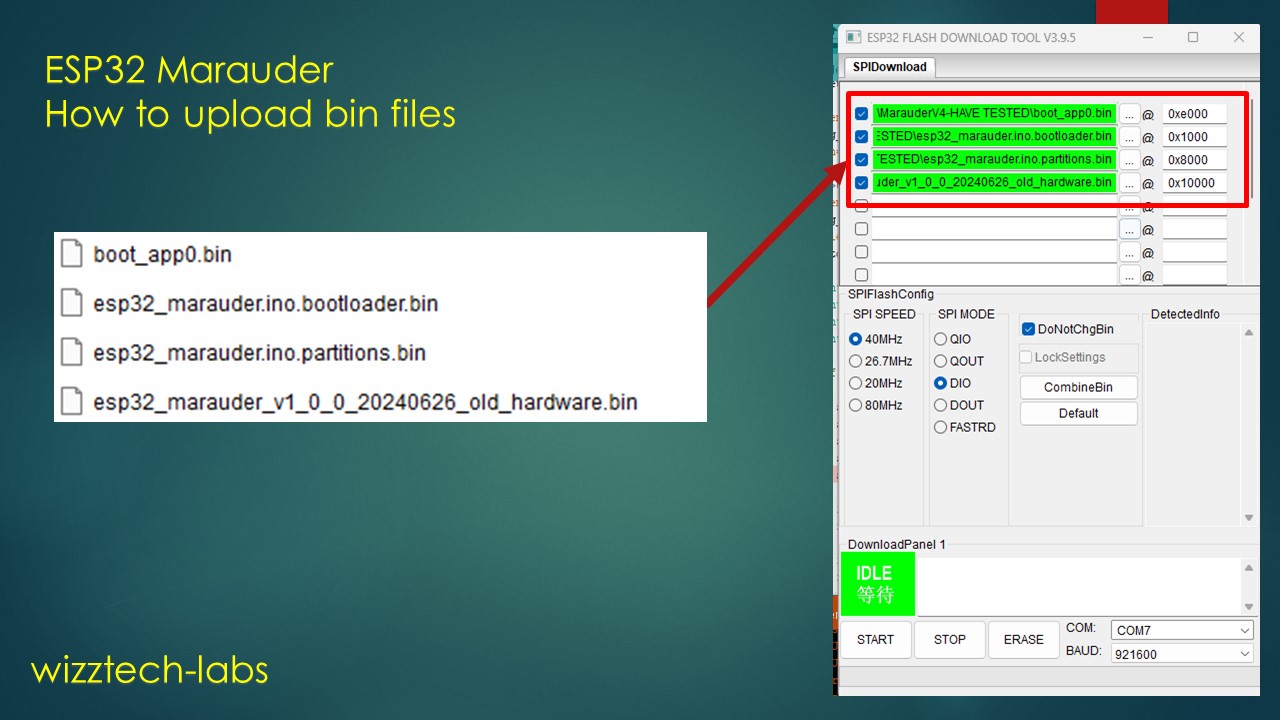 ESP32 Marauder
How to upload bin files
boot_app0.bin
esp32_marauder.ino.bootloader.bin
esp32_marauder.ino.partitions.bin
esp32_marauder_v1_0_0_20240626_old_hardware.bin
wizztech-labs
ESP32 FLASH DOWNLOAD TOOL V3.9.5
SPIDownload
\MarauderV4-HAVE TESTED\boot_app0.bin ... @ 0xe000
ESTED\esp32_marauder.ino.bootloader.bin ... @ 0x1000
TESTED\esp32_marauder.ino.partitions.bin ... @ 0x8000
uder_v1_0_0_20240626_old_hardware.bin ... @ 0x10000
... @
... @
... @
... @
SPIFlashConfig
SPI SPEED
40MHz
26.7MHz
20MHz
80MHz
SPI MODE
QIO
QOUT
DIO
DOUT
FASTRD
DoNotChgBin
LockSettings
CombineBin
Default
DetectedInfo
DownloadPanel 1
IDLE
等待
START STOP ERASE
COM: COM7
BAUD: 921600